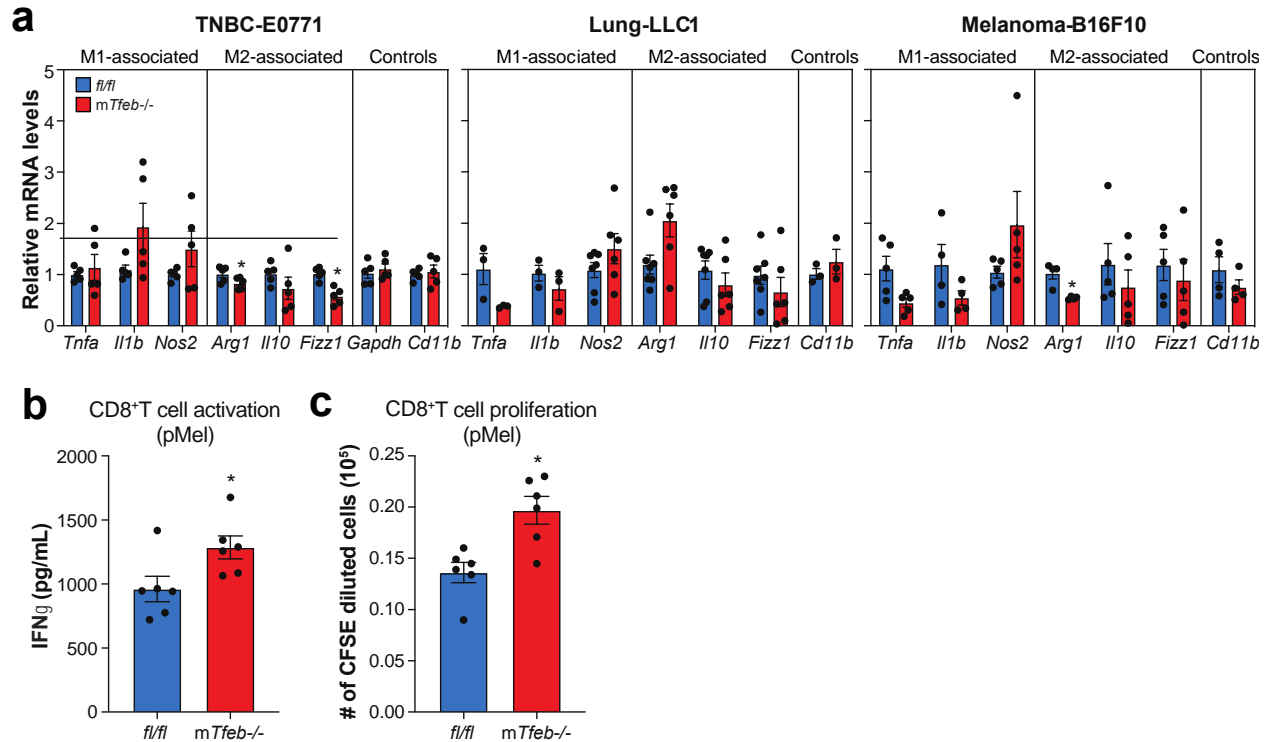 a
TNBC-E0771
Lung-LLC1
Melanoma-B16F10
M1-associated M2-associated Controls
M1-associated M2-associated Controls
M1-associated M2-associated Controls
fl/fl
mTfeb-/-
Relative mRNA levels
5
4
3
2
1
0
* *
*
Tnfa Il1b Nos2 Arg1 Il10 Fizz1 Gapdh Cd11b
Tnfa Il1b Nos2 Arg1 Il10 Fizz1 Cd11b
Tnfa Il1b Nos2 Arg1 Il10 Fizz1 Cd11b
b
CD8⁺T cell activation
(pMel)
IFNg (pg/mL)
2000
1500
1000
500
0
*
fl/fl mTfeb-/-
c
CD8⁺T cell proliferation
(pMel)
# of CFSE diluted cells (10⁵)
0.25
0.20
0.15
0.10
0.05
0.00
*
fl/fl mTfeb-/-